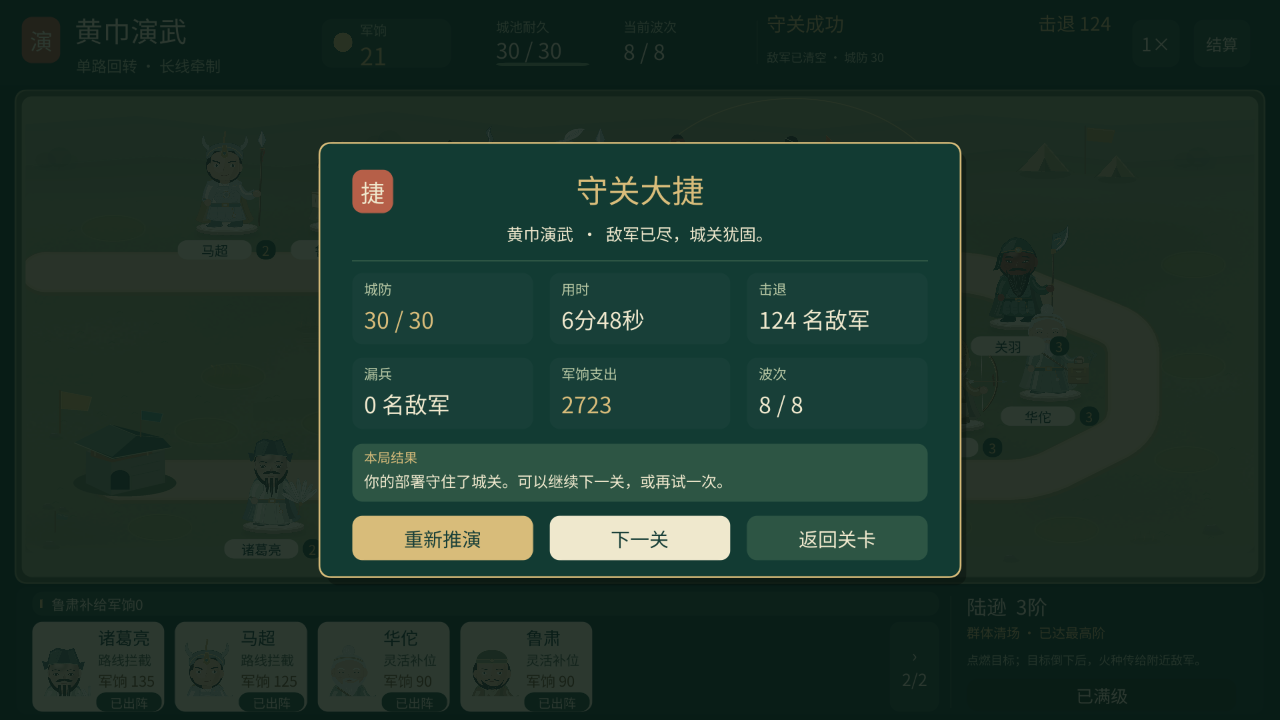 演
黄巾演武
单路回转 · 长线牵制
军饷
21
城池耐久
30 / 30
当前波次
8 / 8
守关成功
敌军已清空 · 城防 30
击退 124
1×
结算
马超
2
捷
守关大捷
黄巾演武 · 敌军已尽，城关犹固。
城防
30 / 30
用时
6分48秒
击退
124 名敌军
漏兵
0 名敌军
军饷支出
2723
波次
8 / 8
本局结果
你的部署守住了城关。可以继续下一关，或再试一次。
重新推演
下一关
返回关卡
关羽
3
华佗
3
3
诸葛亮
2
鲁肃补给军饷0
诸葛亮
路线拦截
军饷 135
已出阵
马超
路线拦截
军饷 125
已出阵
华佗
灵活补位
军饷 90
已出阵
鲁肃
灵活补位
军饷 90
已出阵
›
2/2
陆逊 3阶
群体清场 · 已达最高阶
点燃目标；目标倒下后，火种传给附近敌军。
已满级